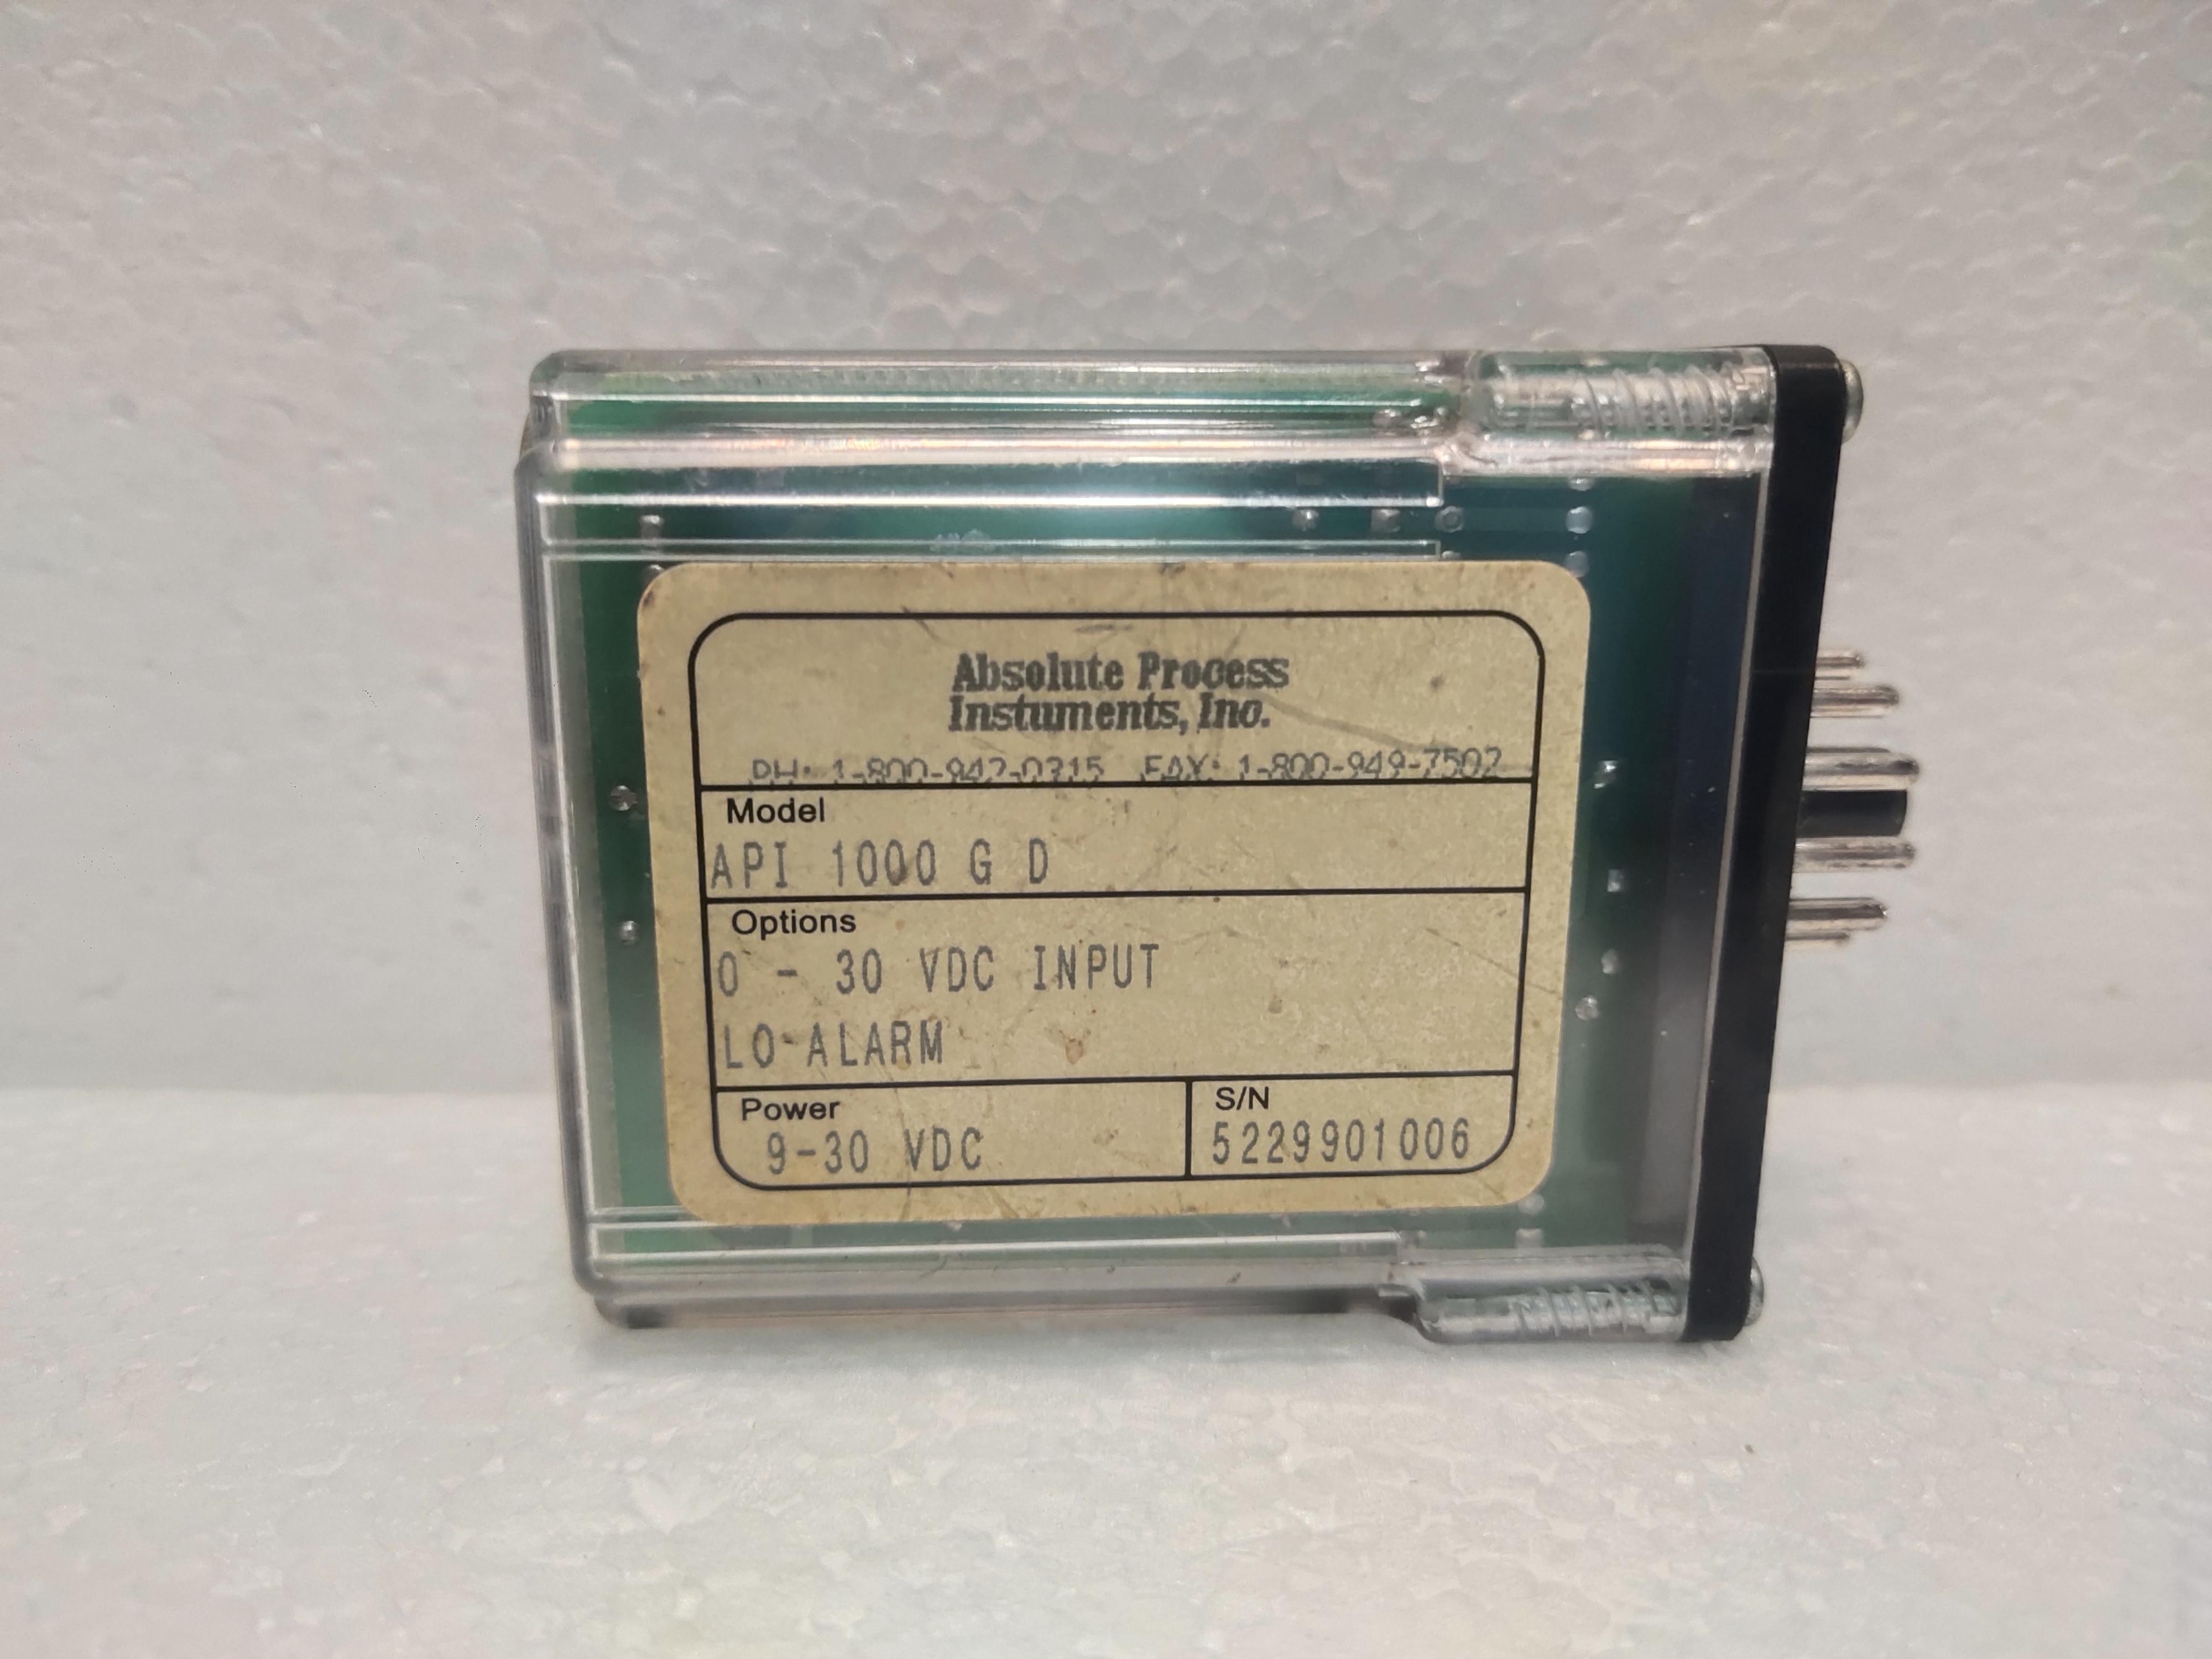 Absolute Process
Instuments, Inc.
PH: 1-800-942-0315 FAX: 1-800-949-7502
Model
API 1000 G D
Options
0 - 30 VDC INPUT
LO-ALARM
Power
9-30 VDC
S/N
5229901006